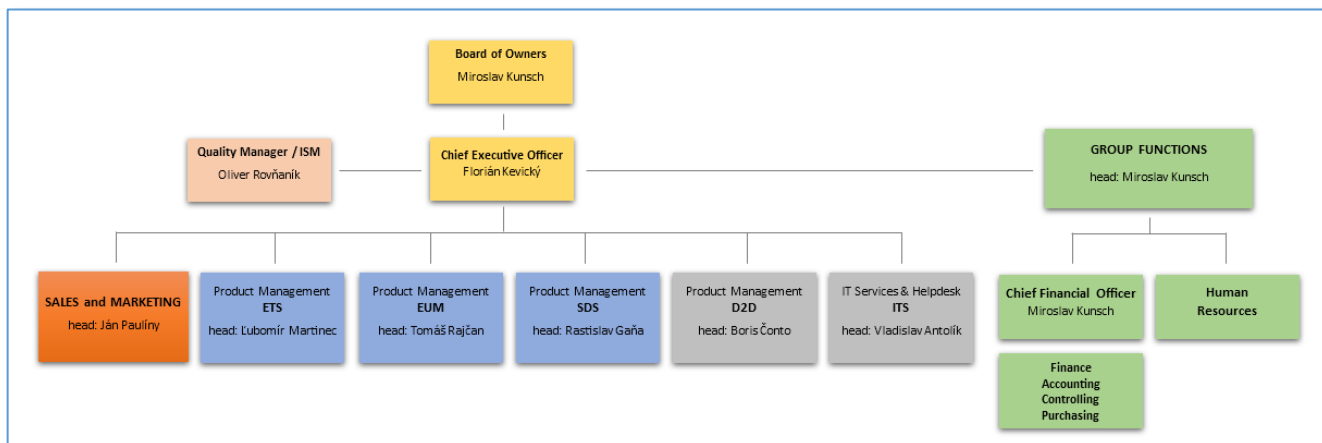 Board of Owners
Miroslav Kunsch
Quality Manager / ISM
Oliver Rovňaník
Chief Executive Officer
Florián Kevický
GROUP FUNCTIONS
head: Miroslav Kunsch
SALES and MARKETING
head: Ján Paulíny
Product Management
ETS
head: Ľubomír Martinec
Product Management
EUM
head: Tomáš Rajčan
Product Management
SDS
head: Rastislav Gaňa
Product Management
D2D
head: Boris Čonto
IT Services & Helpdesk
ITS
head: Vladislav Antolík
Chief Financial Officer
Miroslav Kunsch
Human
Resources
Finance
Accounting
Controlling
Purchasing